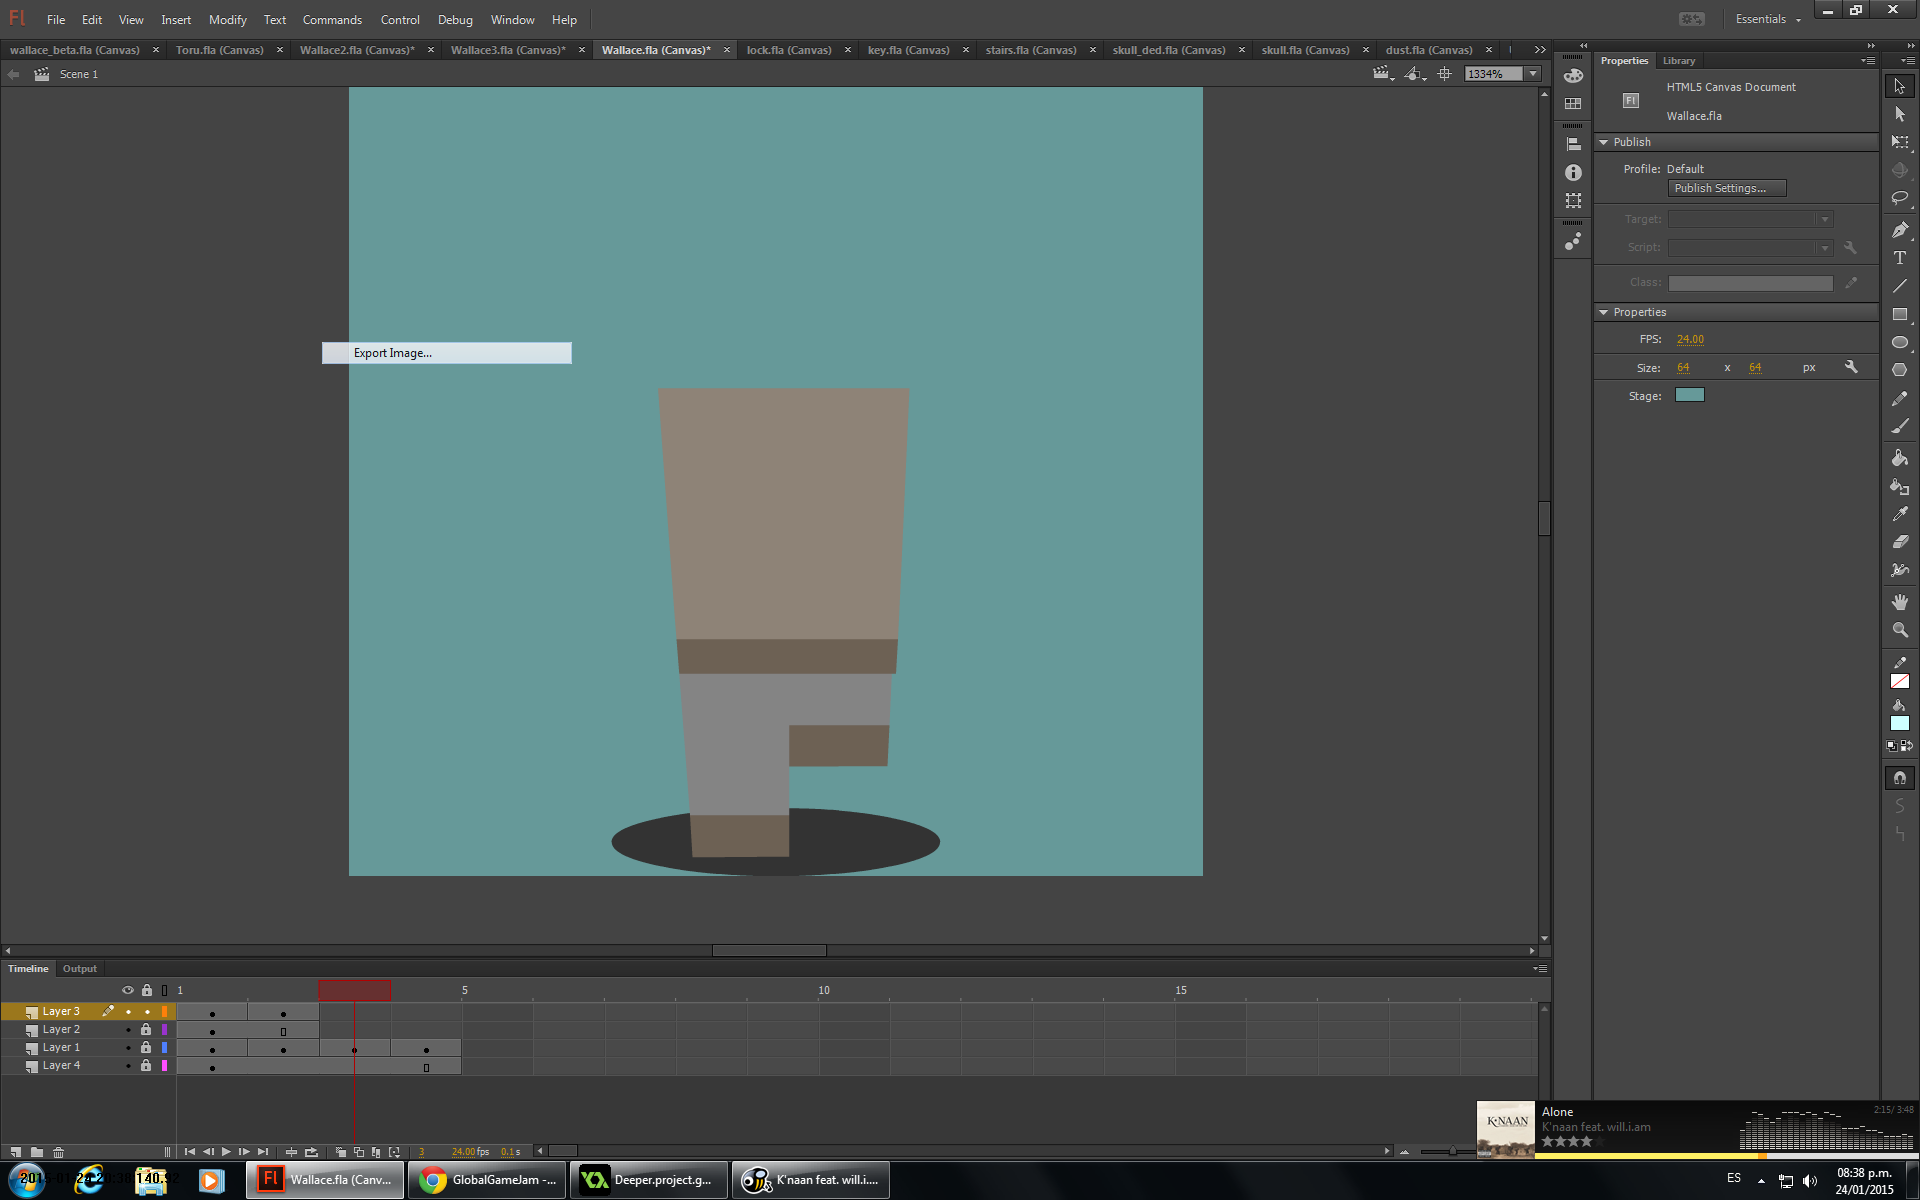 Fl File Edit View Insert Modify Text Commands Control Debug Window Help Essentials
wallace_beta.fla (Canvas) × Toru.fla (Canvas) × Wallace2.fla (Canvas)* × Wallace3.fla (Canvas)* × Wallace.fla (Canvas)* × lock.fla (Canvas) × key.fla (Canvas) × stairs.fla (Canvas) × skull_ded.fla (Canvas) × skull.fla (Canvas) × dust.fla (Canvas) ×
Scene 1
1334%
Properties Library
Fl
HTML5 Canvas Document
Wallace.fla
Publish
Profile: Default
Publish Settings...
Target:
Script:
Class:
Properties
FPS: 24.00
Size: 64 x 64 px
Stage:
Export Image...
Timeline Output
1 5 10 15
Layer 3
Layer 2
Layer 1
Layer 4
3 24.00 fps 0.1 s
K'NAAN
Alone
2:15/ 3:48
K'naan feat. will.i.am
Fl Wallace.fla (Canv...
GlobalGameJam -...
Deeper.project.g...
K'naan feat. will.i....
ES
08:38 p.m.
24/01/2015